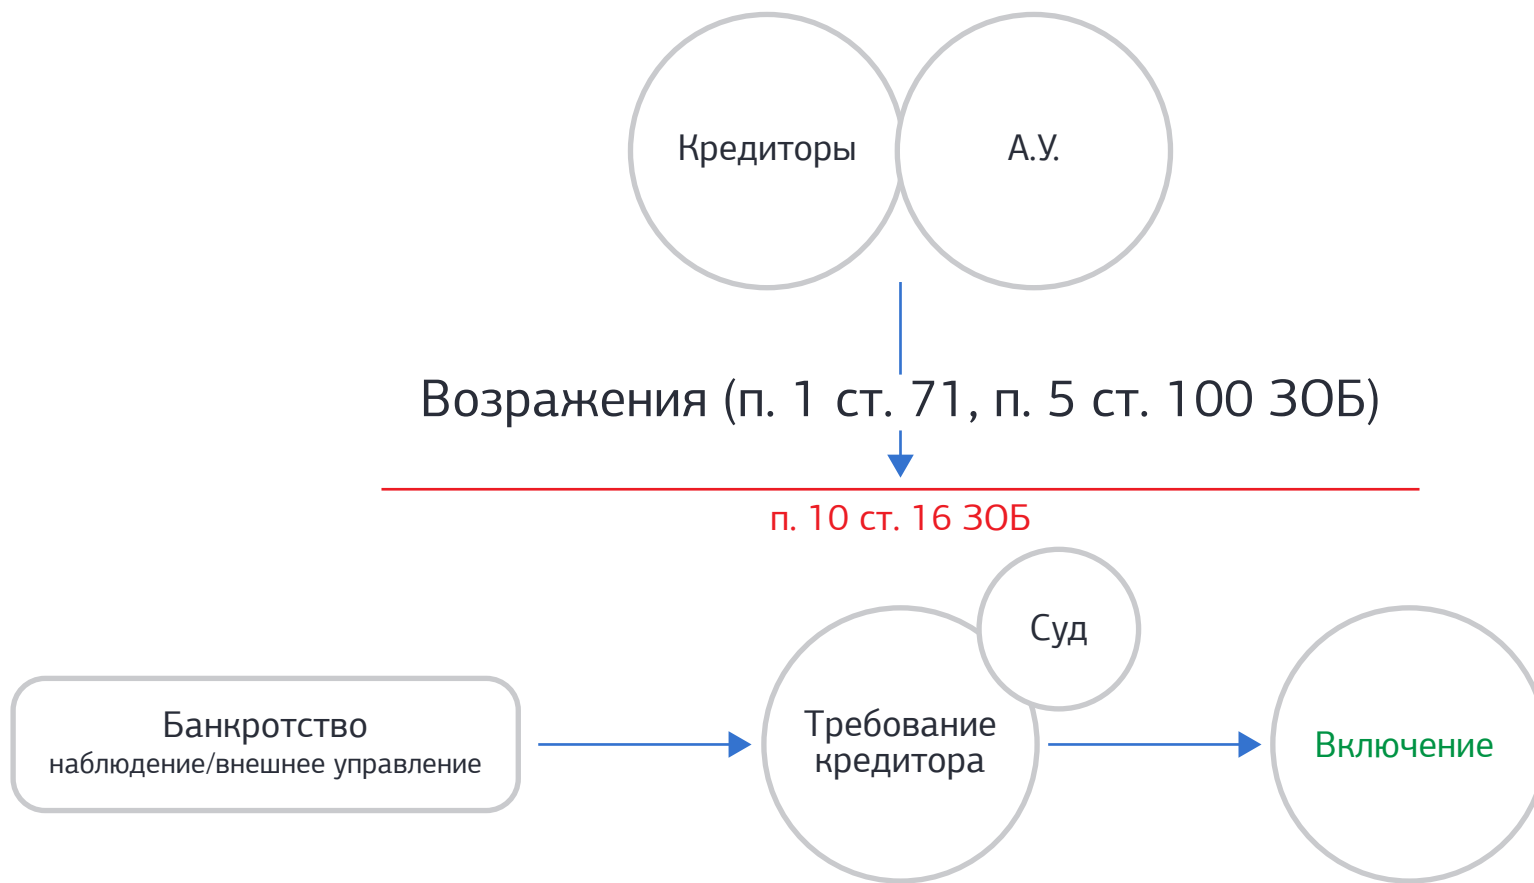 Кредиторы
А.У.
Возражения (п. 1 ст. 71, п. 5 ст. 100 ЗОБ)
п. 10 ст. 16 ЗОБ
Суд
Банкротство
наблюдение/внешнее управление
Требование
кредитора
Включение